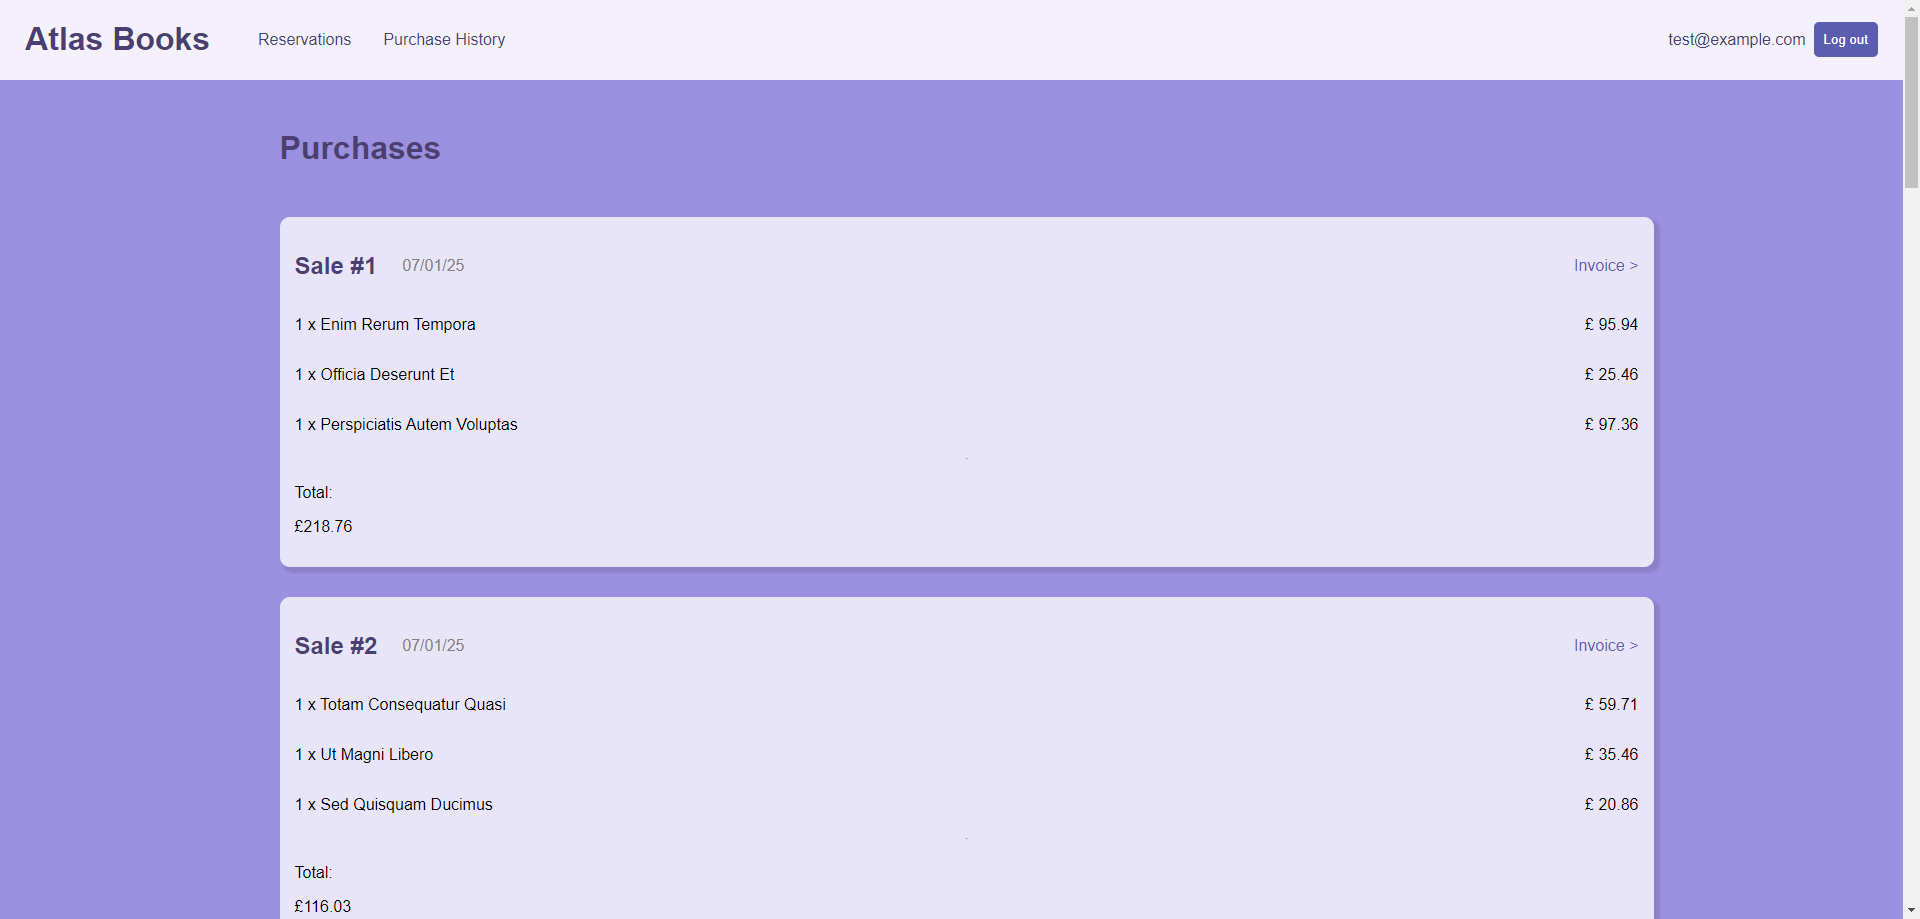 Atlas Books Reservations Purchase History test@example.com Log out
Purchases
Sale #1 07/01/25 Invoice >
1 x Enim Rerum Tempora £ 95.94
1 x Officia Deserunt Et £ 25.46
1 x Perspiciatis Autem Voluptas £ 97.36
Total:
£218.76
Sale #2 07/01/25 Invoice >
1 x Totam Consequatur Quasi £ 59.71
1 x Ut Magni Libero £ 35.46
1 x Sed Quisquam Ducimus £ 20.86
Total:
£116.03